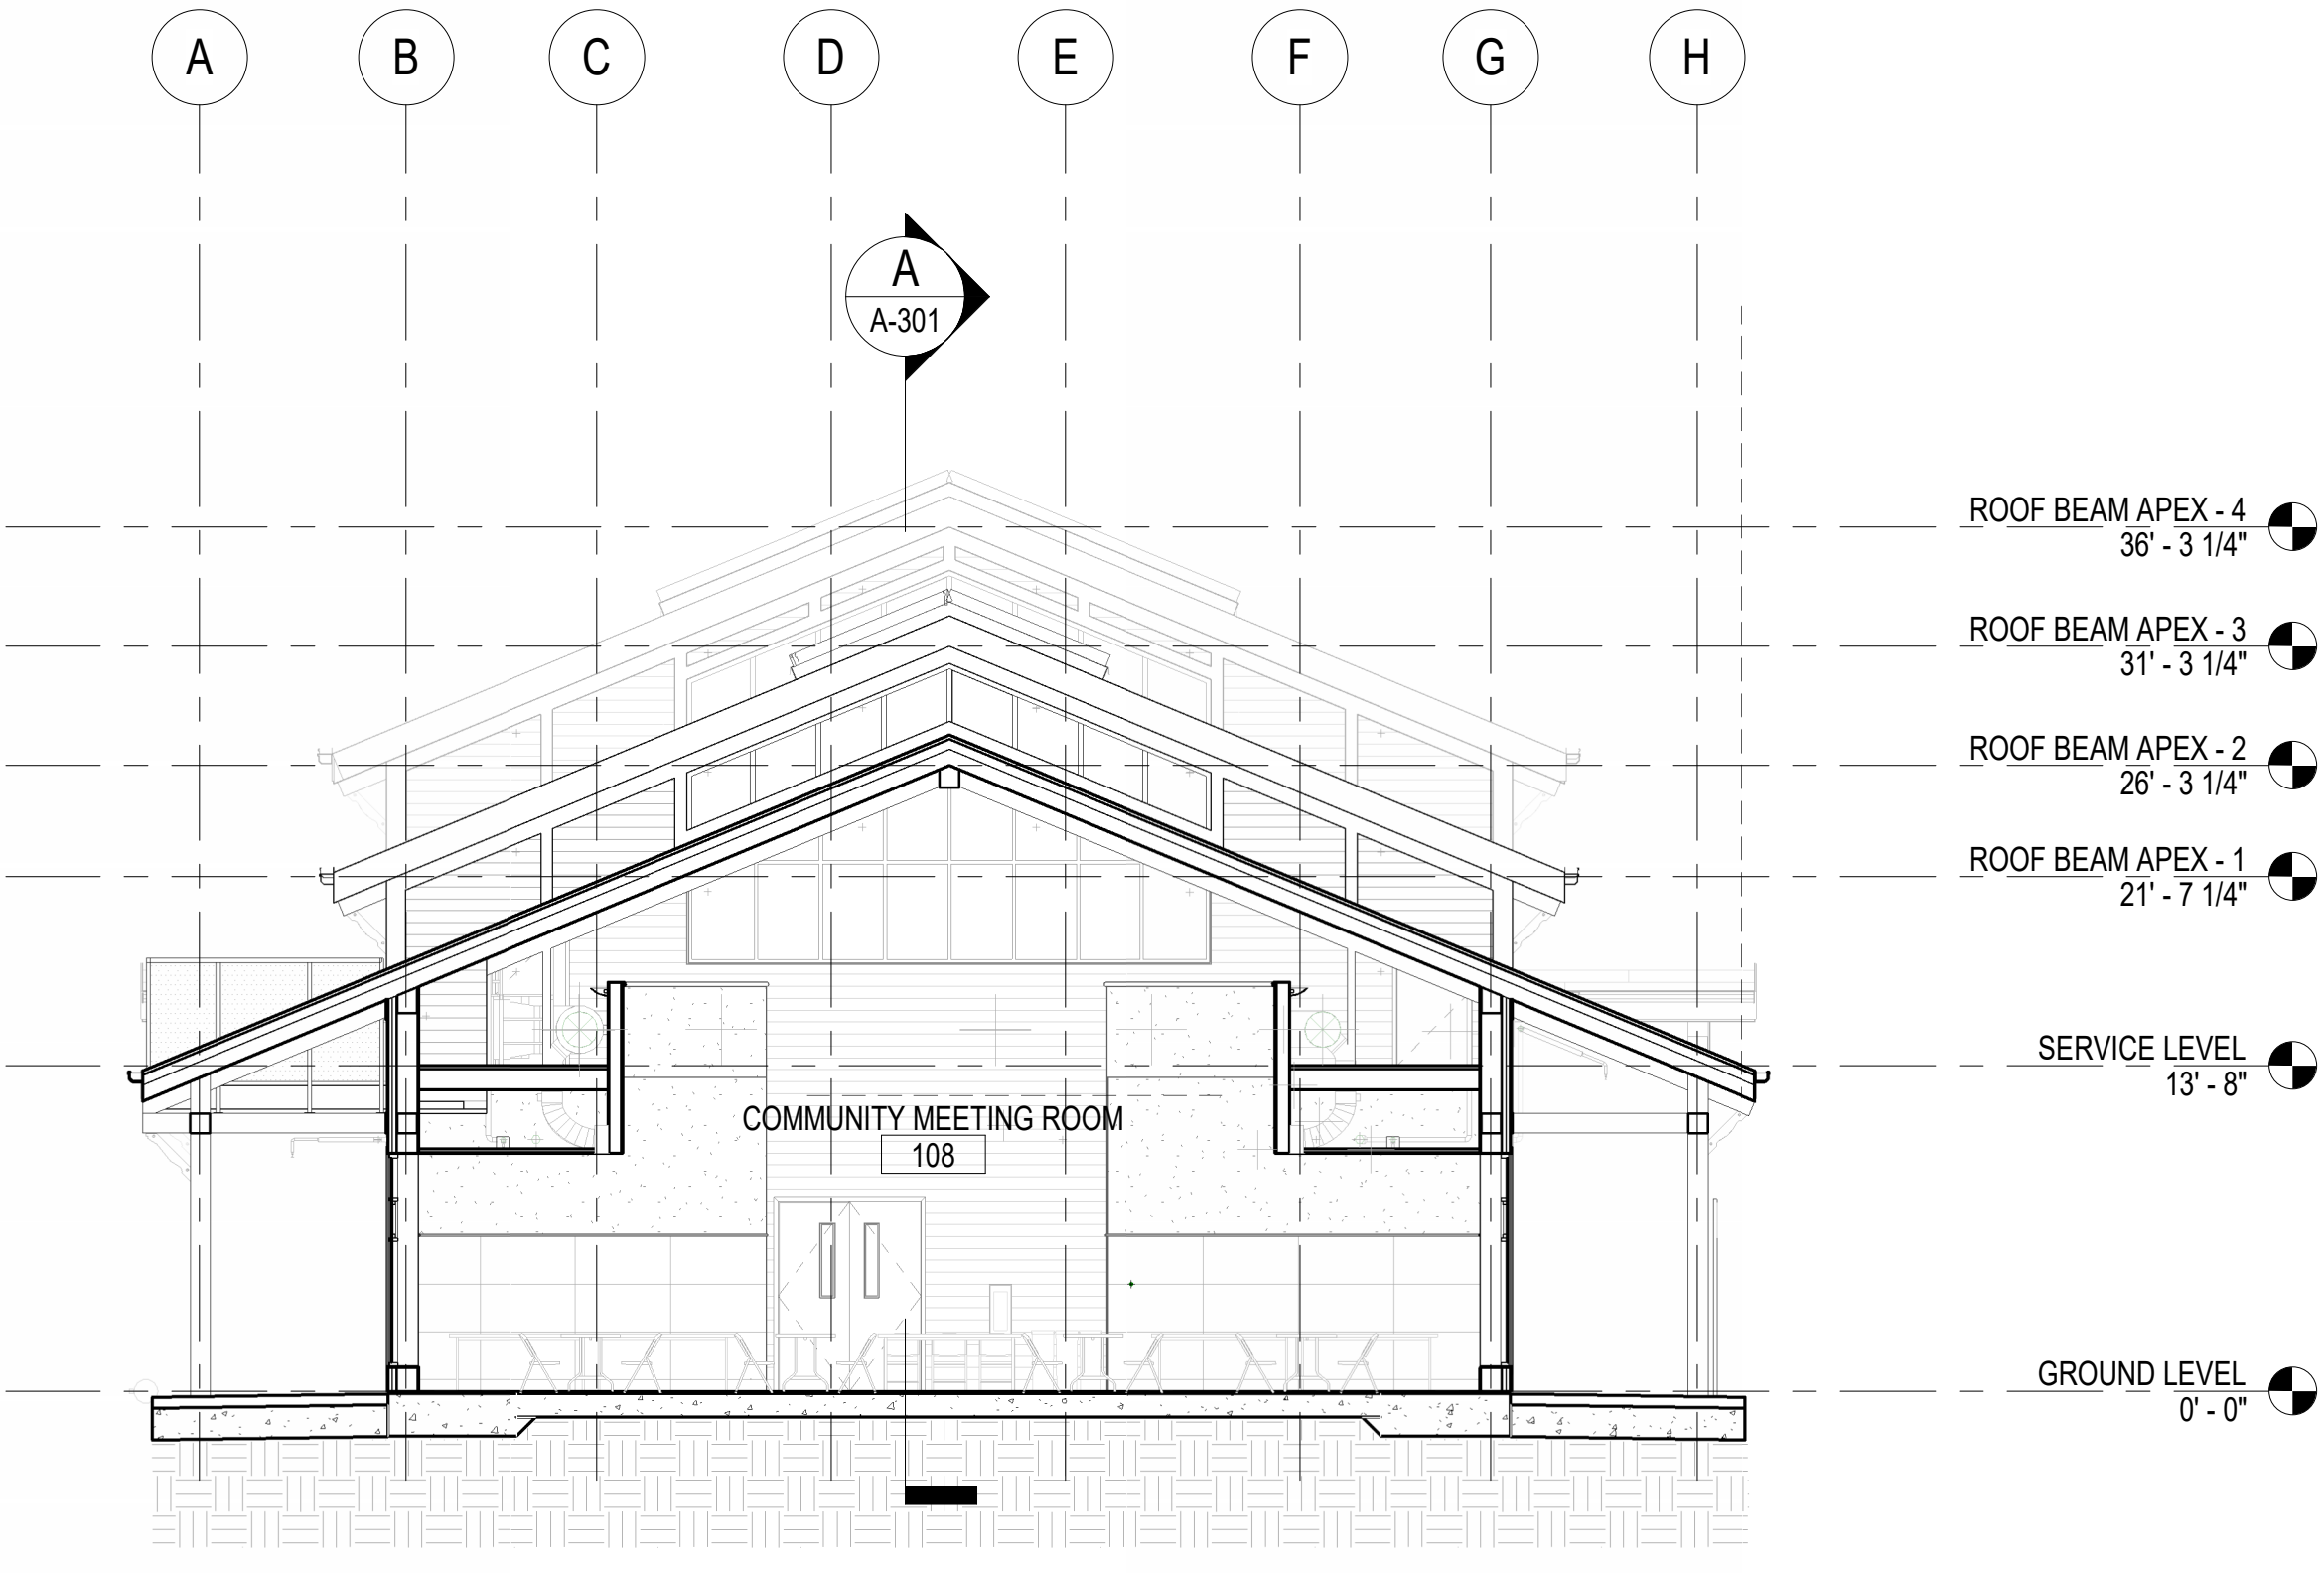 A B C D E F G H
A
A-301
ROOF BEAM APEX - 4
36' - 3 1/4"
ROOF BEAM APEX - 3
31' - 3 1/4"
ROOF BEAM APEX - 2
26' - 3 1/4"
ROOF BEAM APEX - 1
21' - 7 1/4"
SERVICE LEVEL
13' - 8"
COMMUNITY MEETING ROOM
108
GROUND LEVEL
0' - 0"